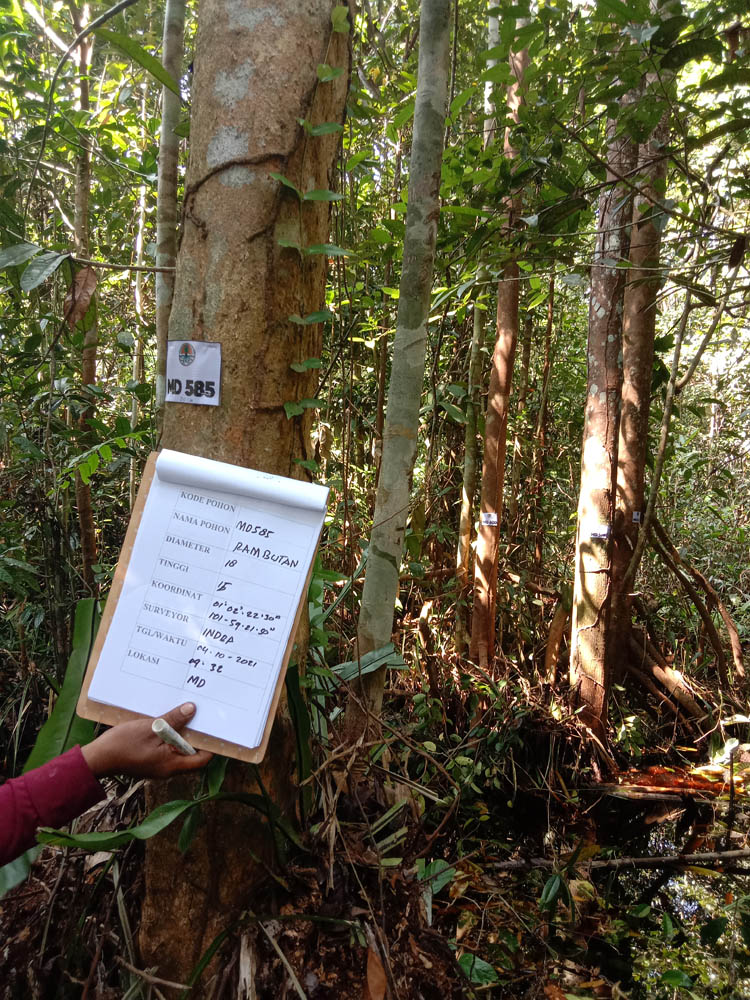 MD 585
KODE POHON MD585
NAMA POHON RAMBUTAN
DIAMETER 18
TINGGI 15
KOORDINAT 01°02'.22'30"
101-59-21.50"
SURVEYOR INDRA
TGL/WAKTU 04.10-2021
09.32
LOKASI MD